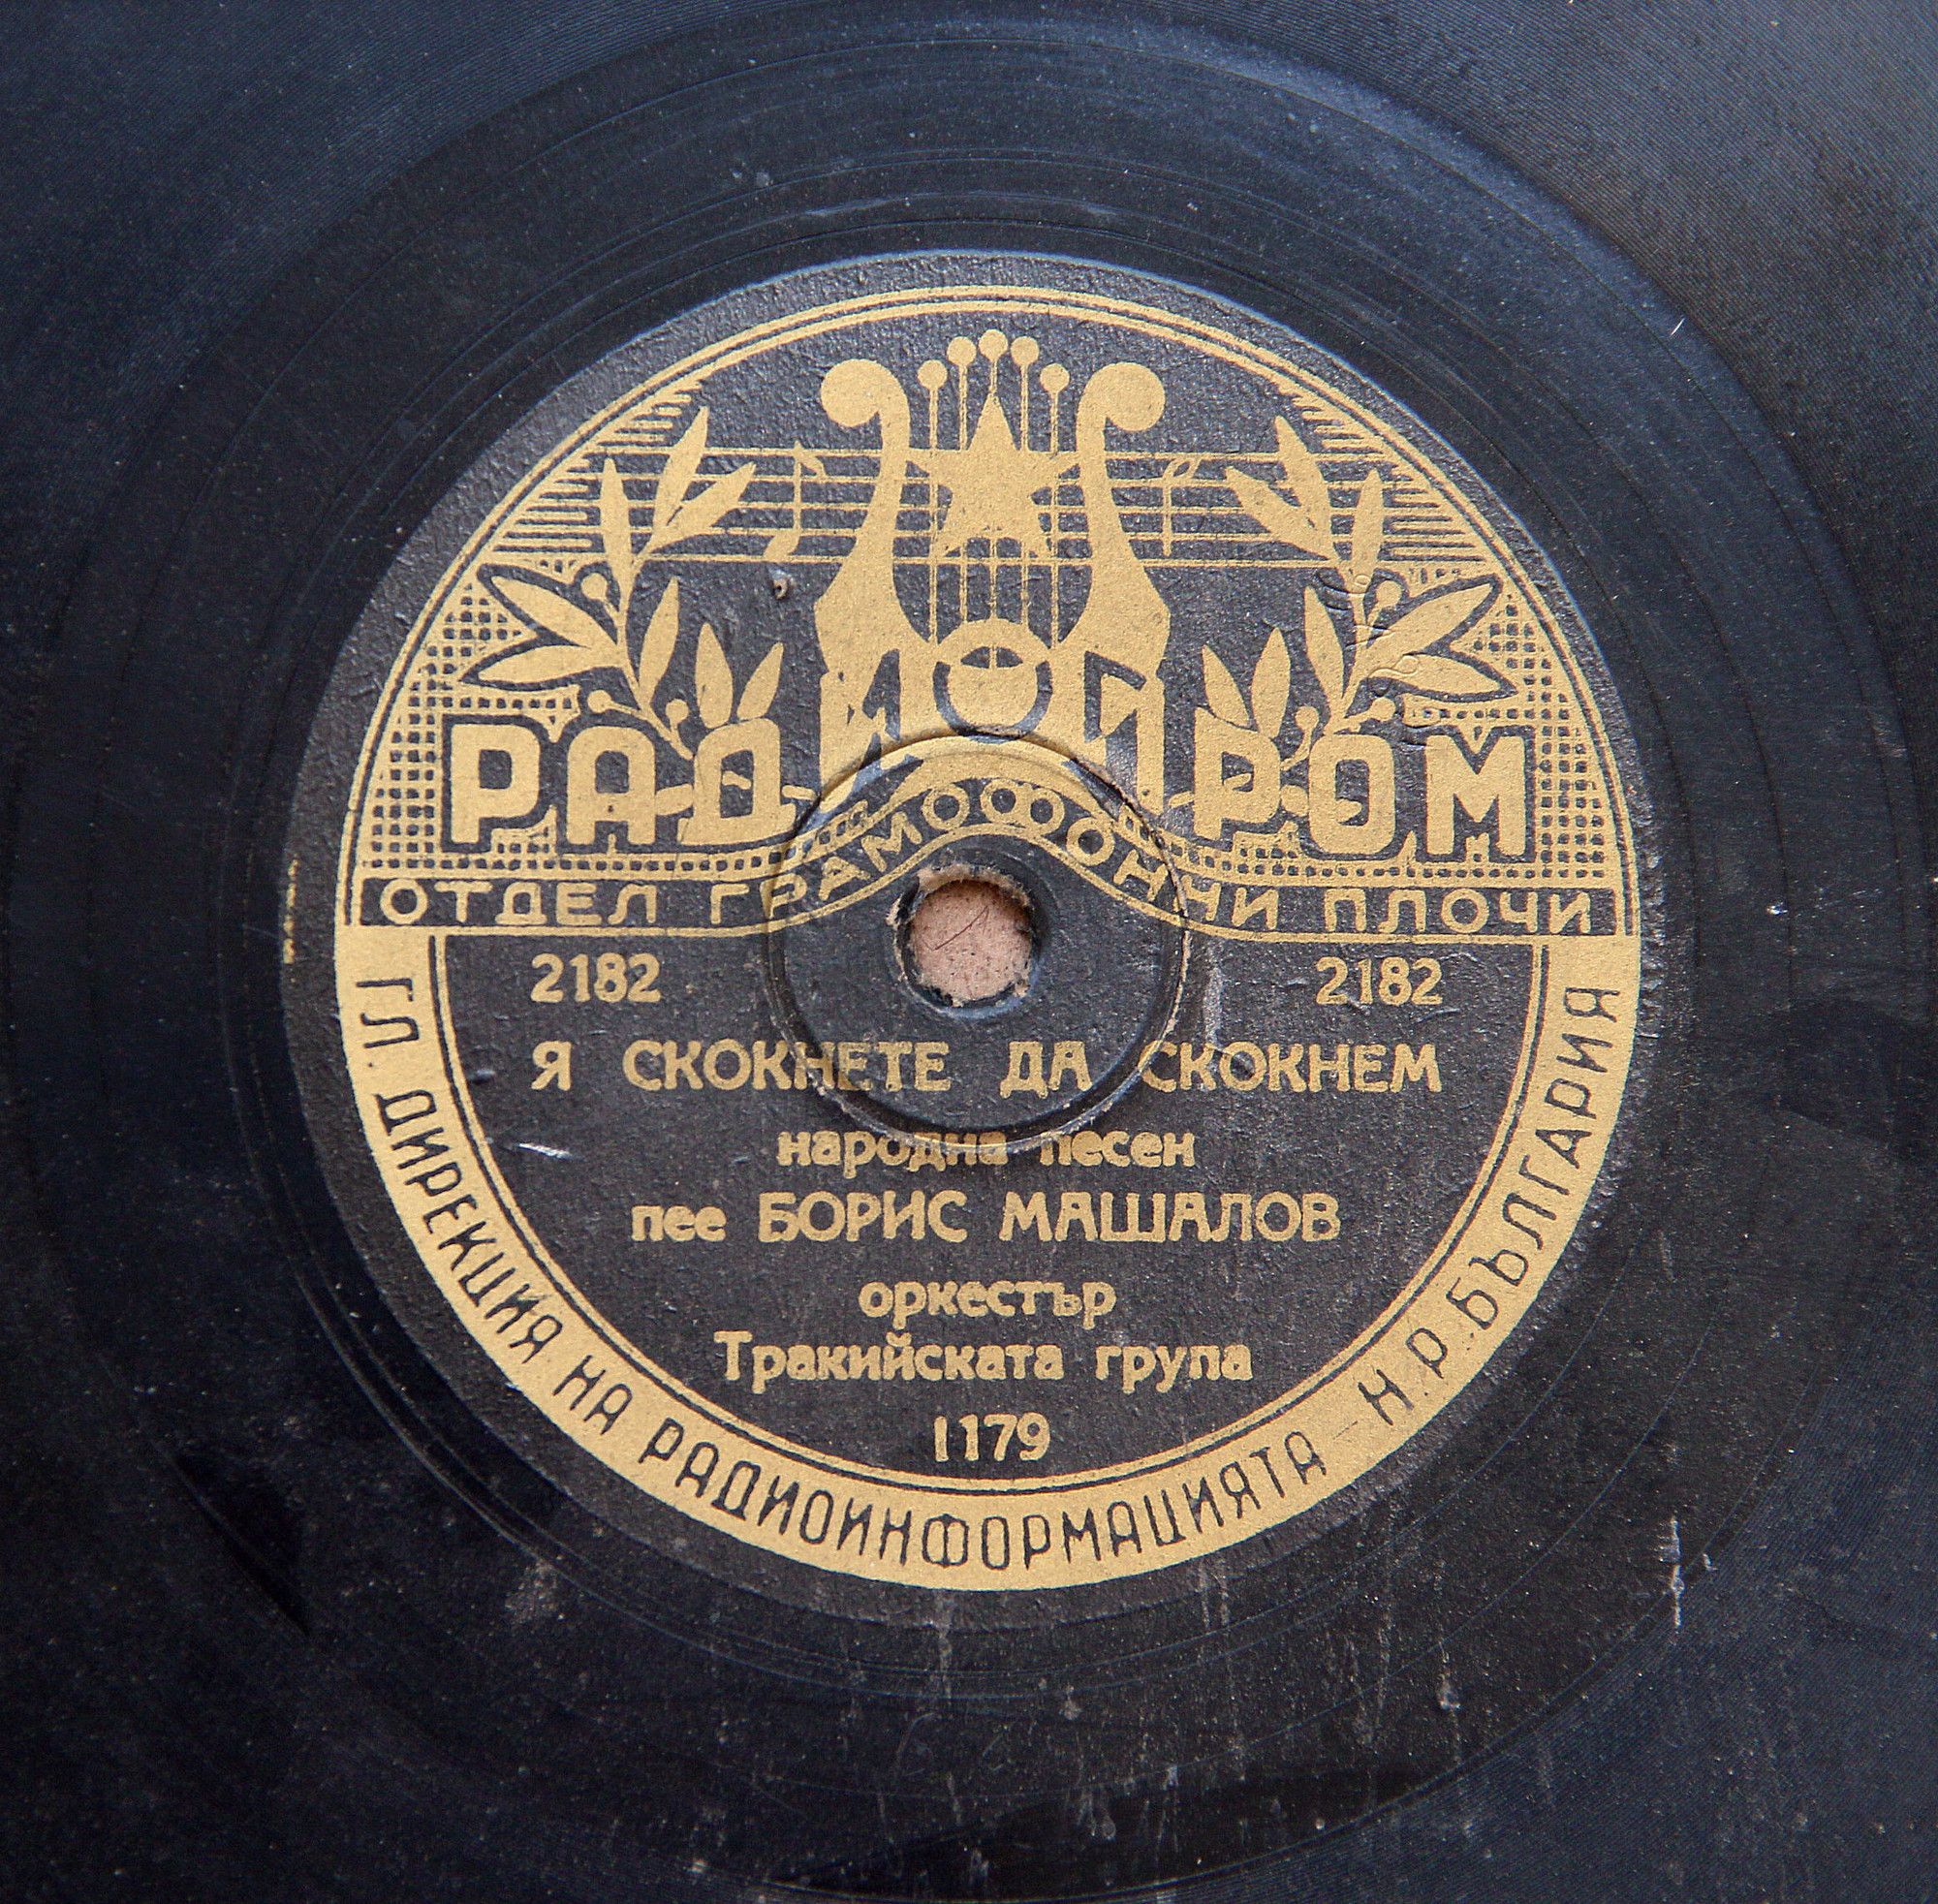 РАДИОПРОМ
ОТДЕЛ ГРАМОФОННИ ПЛОЧИ
2182 2182
Я СКОКНЕТЕ ДА СКОКНЕМ
народна песен
пее БОРИС МАШАЛОВ
оркестър
Тракийската група
1179
ГЛ. ДИРЕКЦИЯ НА РАДИОИНФОРМАЦИЯТА - Н.Р.БЪЛГАРИЯ